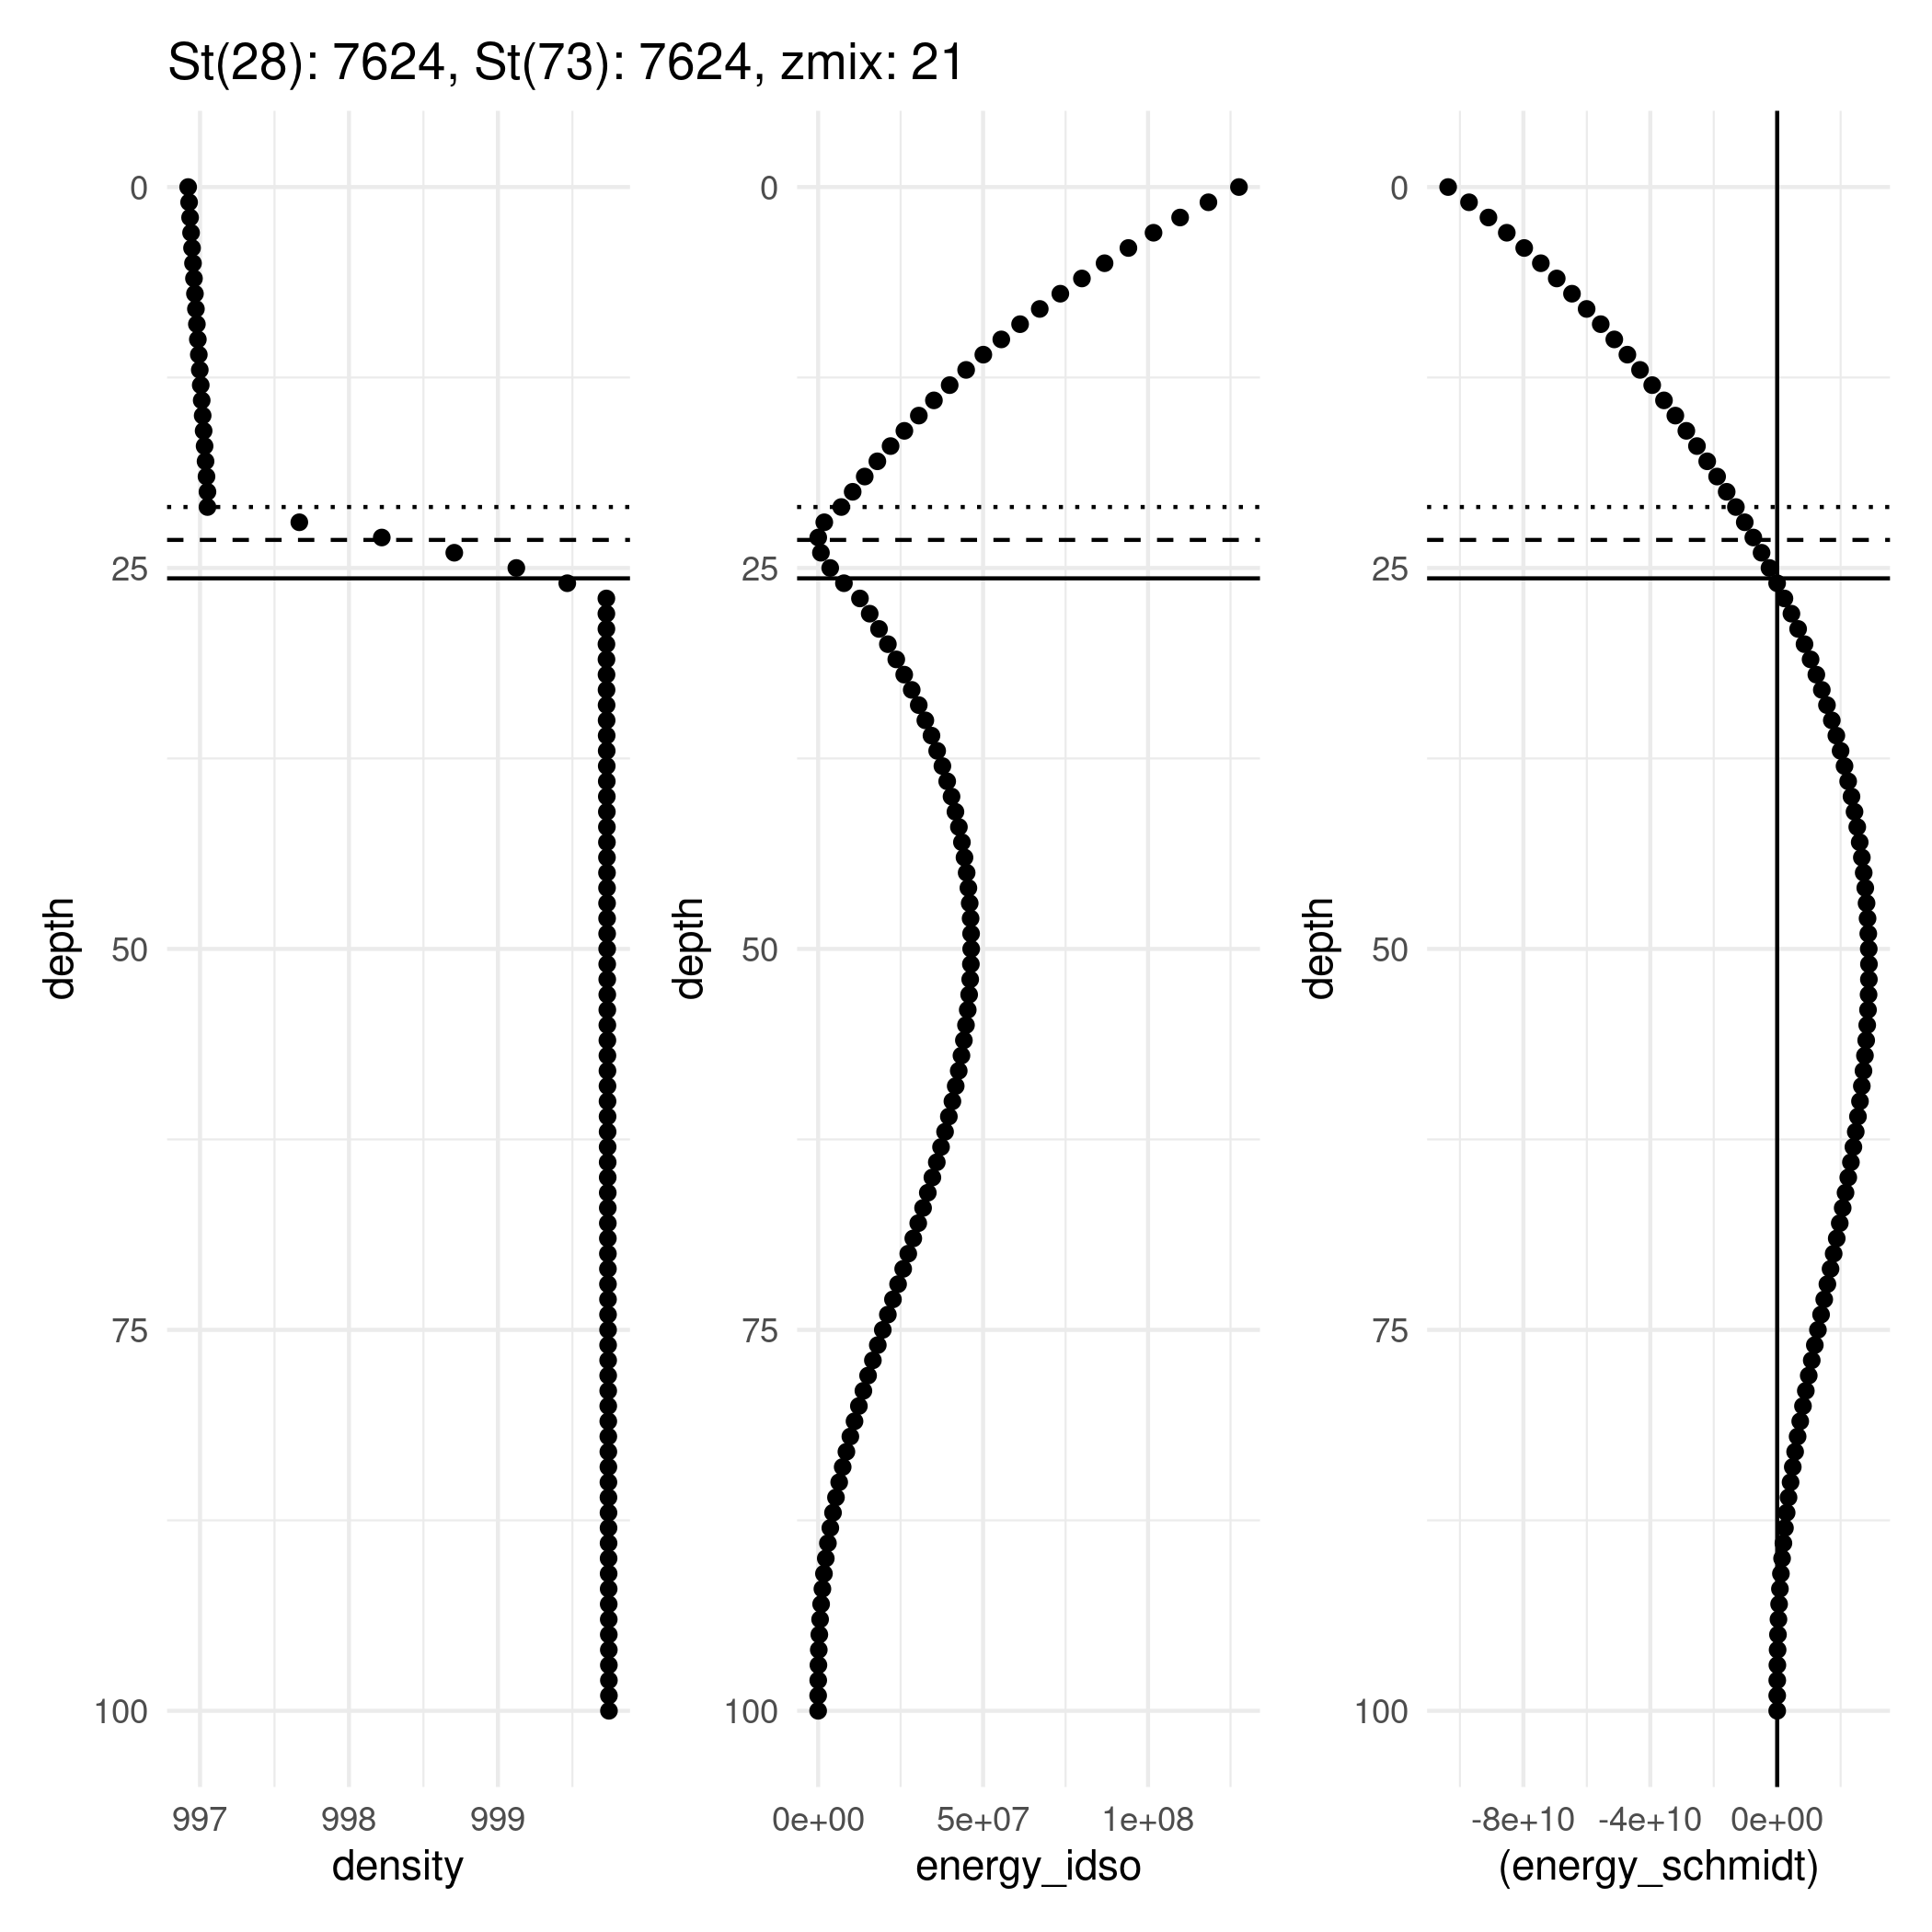 St(28): 7624, St(73): 7624, zmix: 21
0
25
50
75
100
depth
997 998 999
density
0
25
50
75
100
depth
0e+00 5e+07 1e+08
energy_idso
0
25
50
75
100
depth
-8e+10 -4e+10 0e+00
(energy_schmidt)